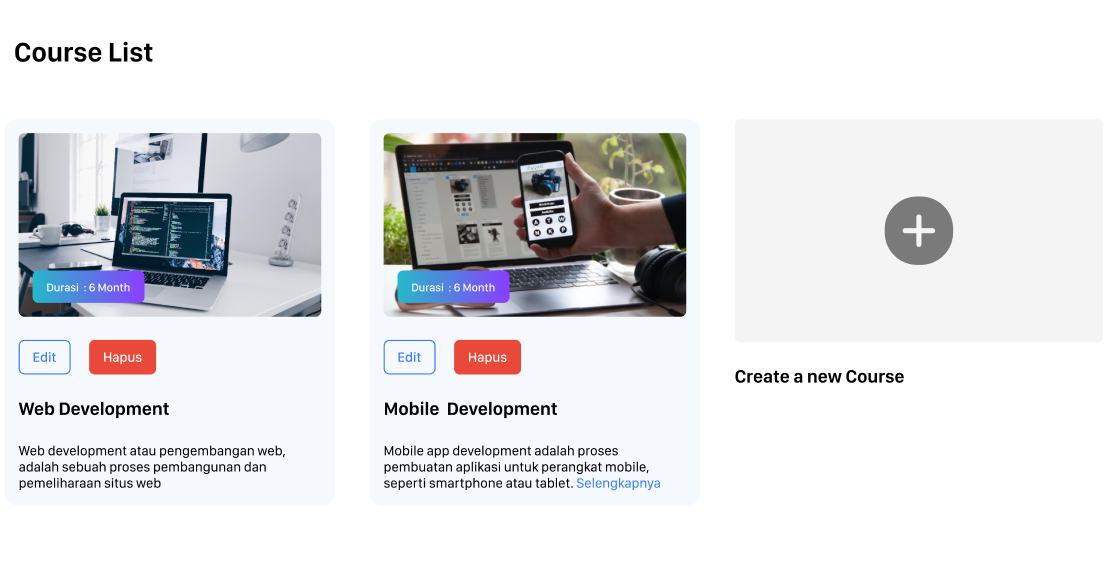 Course List
Durasi : 6 Month
Edit
Hapus
Web Development
Web development atau pengembangan web,
adalah sebuah proses pembangunan dan
pemeliharaan situs web
Durasi : 6 Month
Edit
Hapus
Mobile Development
Mobile app development adalah proses
pembuatan aplikasi untuk perangkat mobile,
seperti smartphone atau tablet. Selengkapnya
Create a new Course